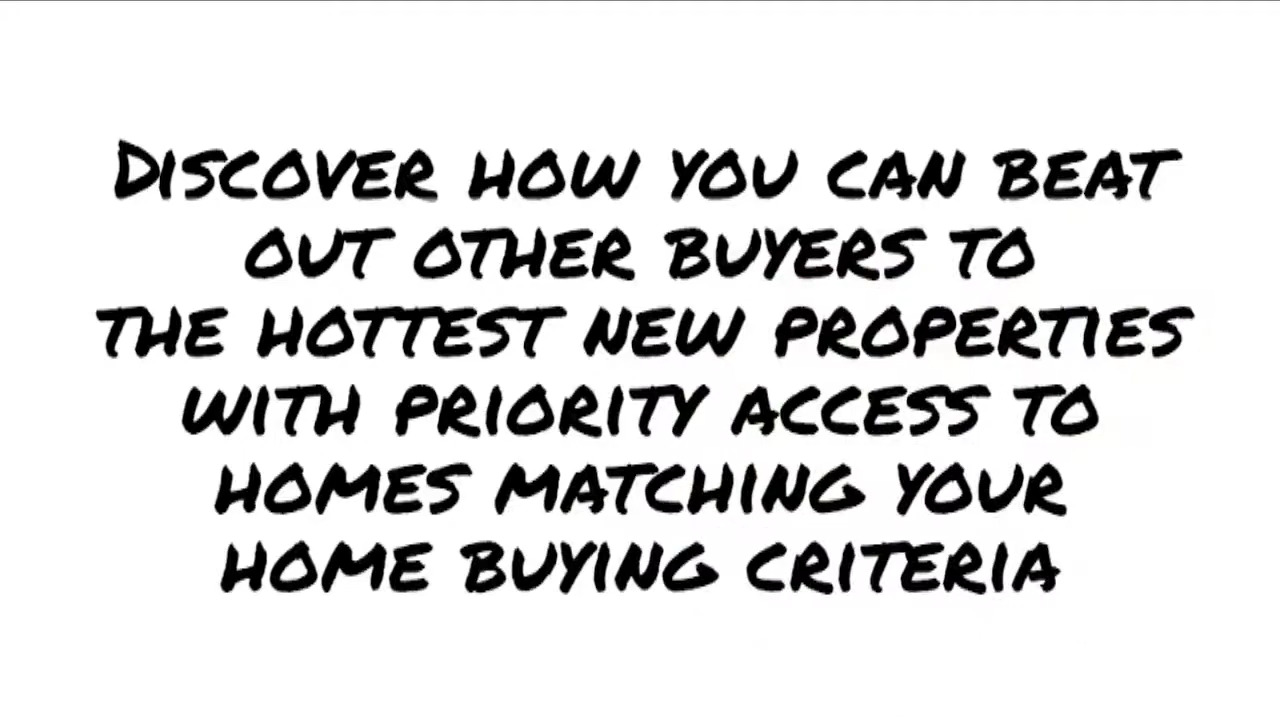 Discover how you can beat
out other buyers to
the hottest new properties
with priority access to
homes matching your
home buying criteria